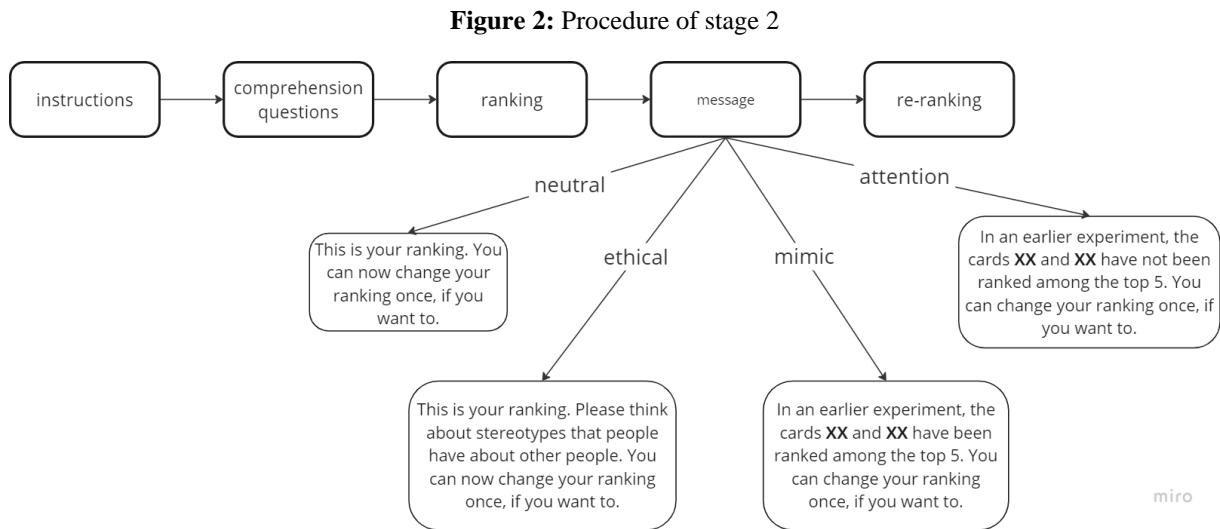 Figure 2: Procedure of stage 2
instructions
comprehension
questions
ranking
message
re-ranking
neutral
ethical
mimic
attention
This is your ranking. You
can now change your
ranking once, if you
want to.
This is your ranking. Please think
about stereotypes that people
have about other people. You
can now change your ranking
once, if you want to.
In an earlier experiment, the
cards XX and XX have been
ranked among the top 5. You
can change your ranking
once, if you want to.
In an earlier experiment, the
cards XX and XX have not been
ranked among the top 5. You
can change your ranking once, if
you want to.
miro